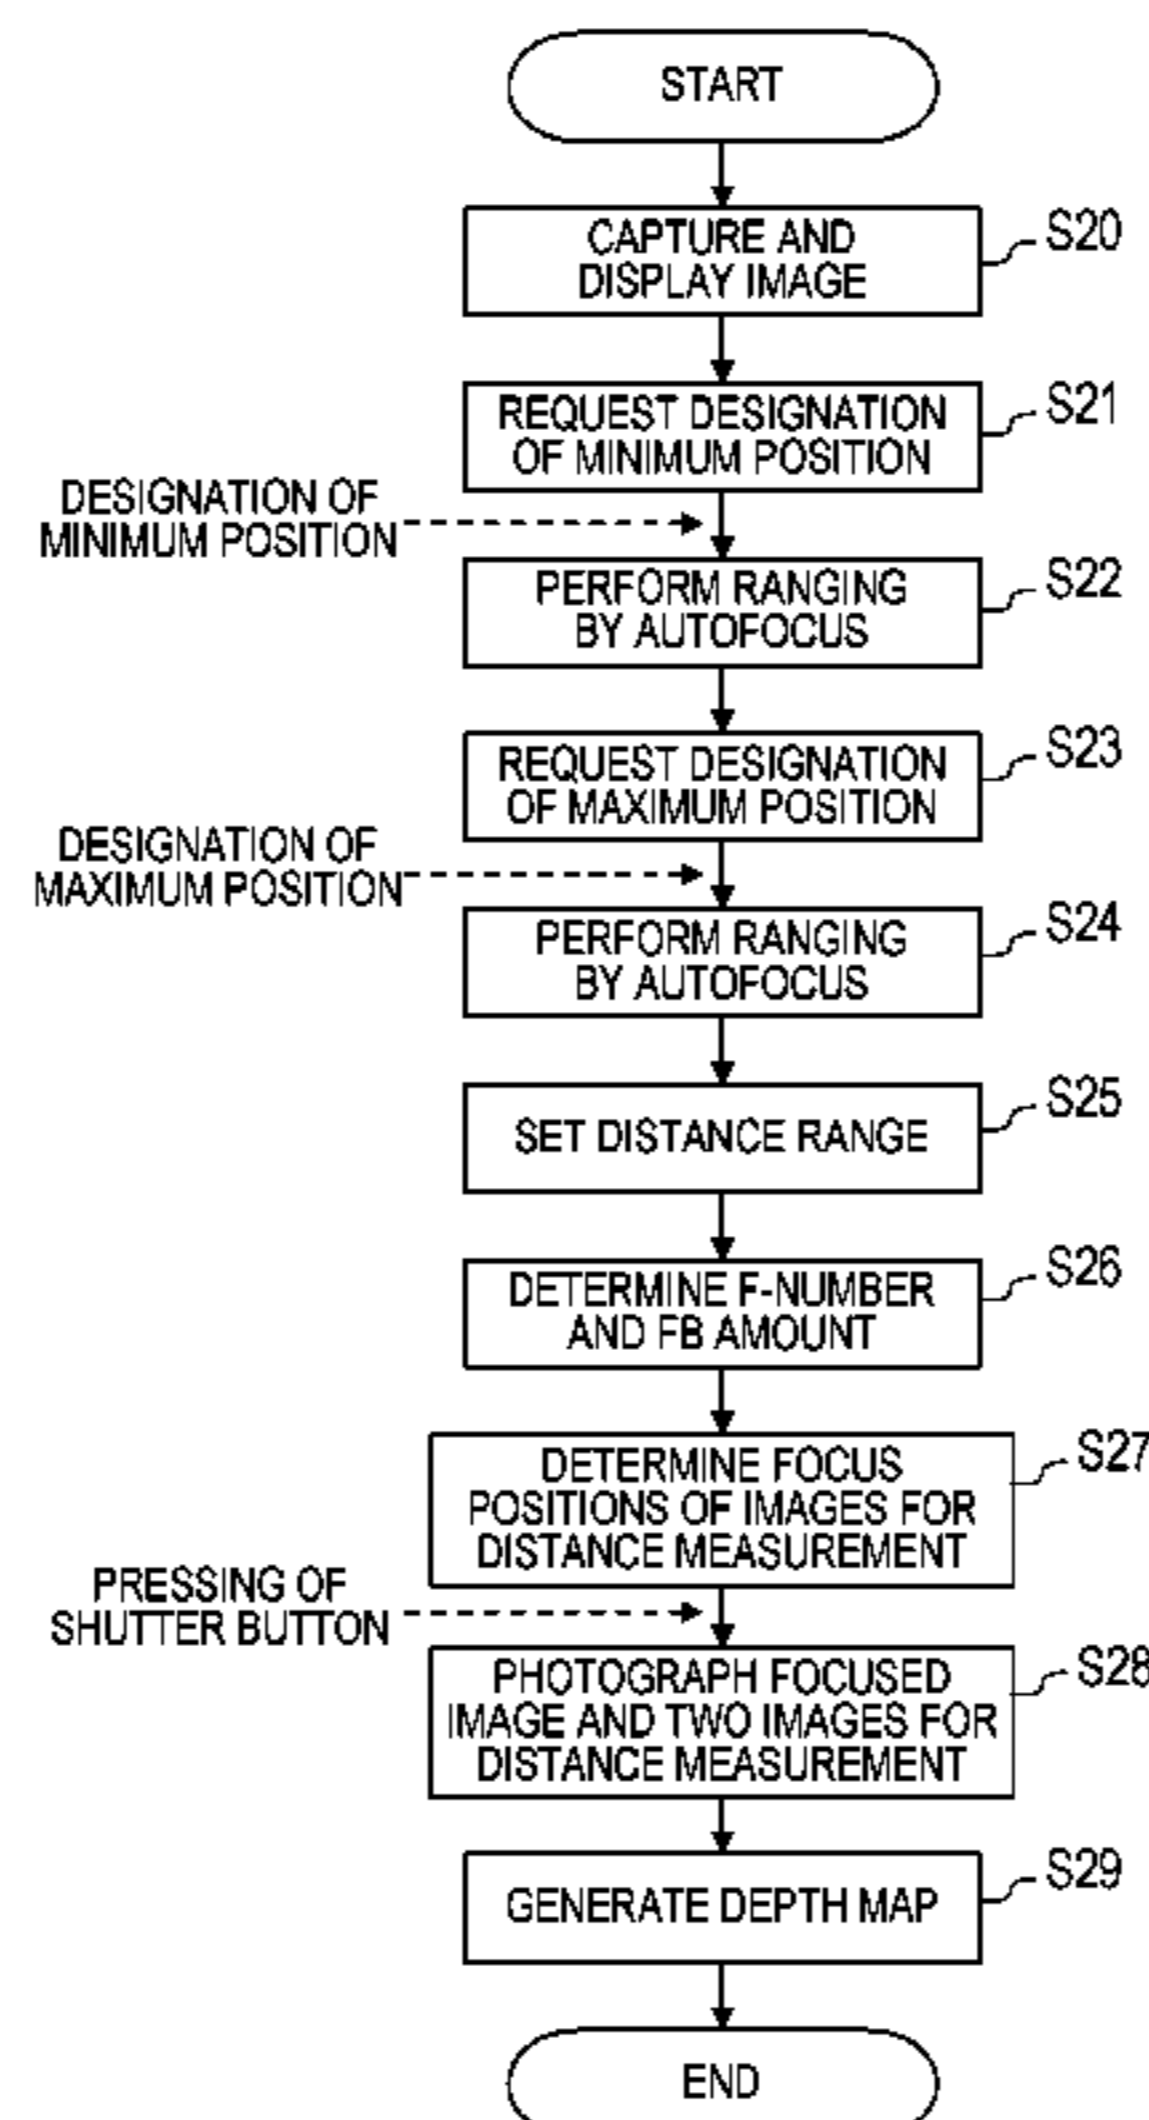 START
CAPTURE AND
DISPLAY IMAGE
S20
REQUEST DESIGNATION
OF MINIMUM POSITION
S21
DESIGNATION OF
MINIMUM POSITION
PERFORM RANGING
BY AUTOFOCUS
S22
REQUEST DESIGNATION
OF MAXIMUM POSITION
S23
DESIGNATION OF
MAXIMUM POSITION
PERFORM RANGING
BY AUTOFOCUS
S24
SET DISTANCE RANGE
S25
DETERMINE F-NUMBER
AND FB AMOUNT
S26
DETERMINE FOCUS
POSITIONS OF IMAGES FOR
DISTANCE MEASUREMENT
S27
PRESSING OF
SHUTTER BUTTON
PHOTOGRAPH FOCUSED
IMAGE AND TWO IMAGES FOR
DISTANCE MEASUREMENT
S28
GENERATE DEPTH MAP
S29
END